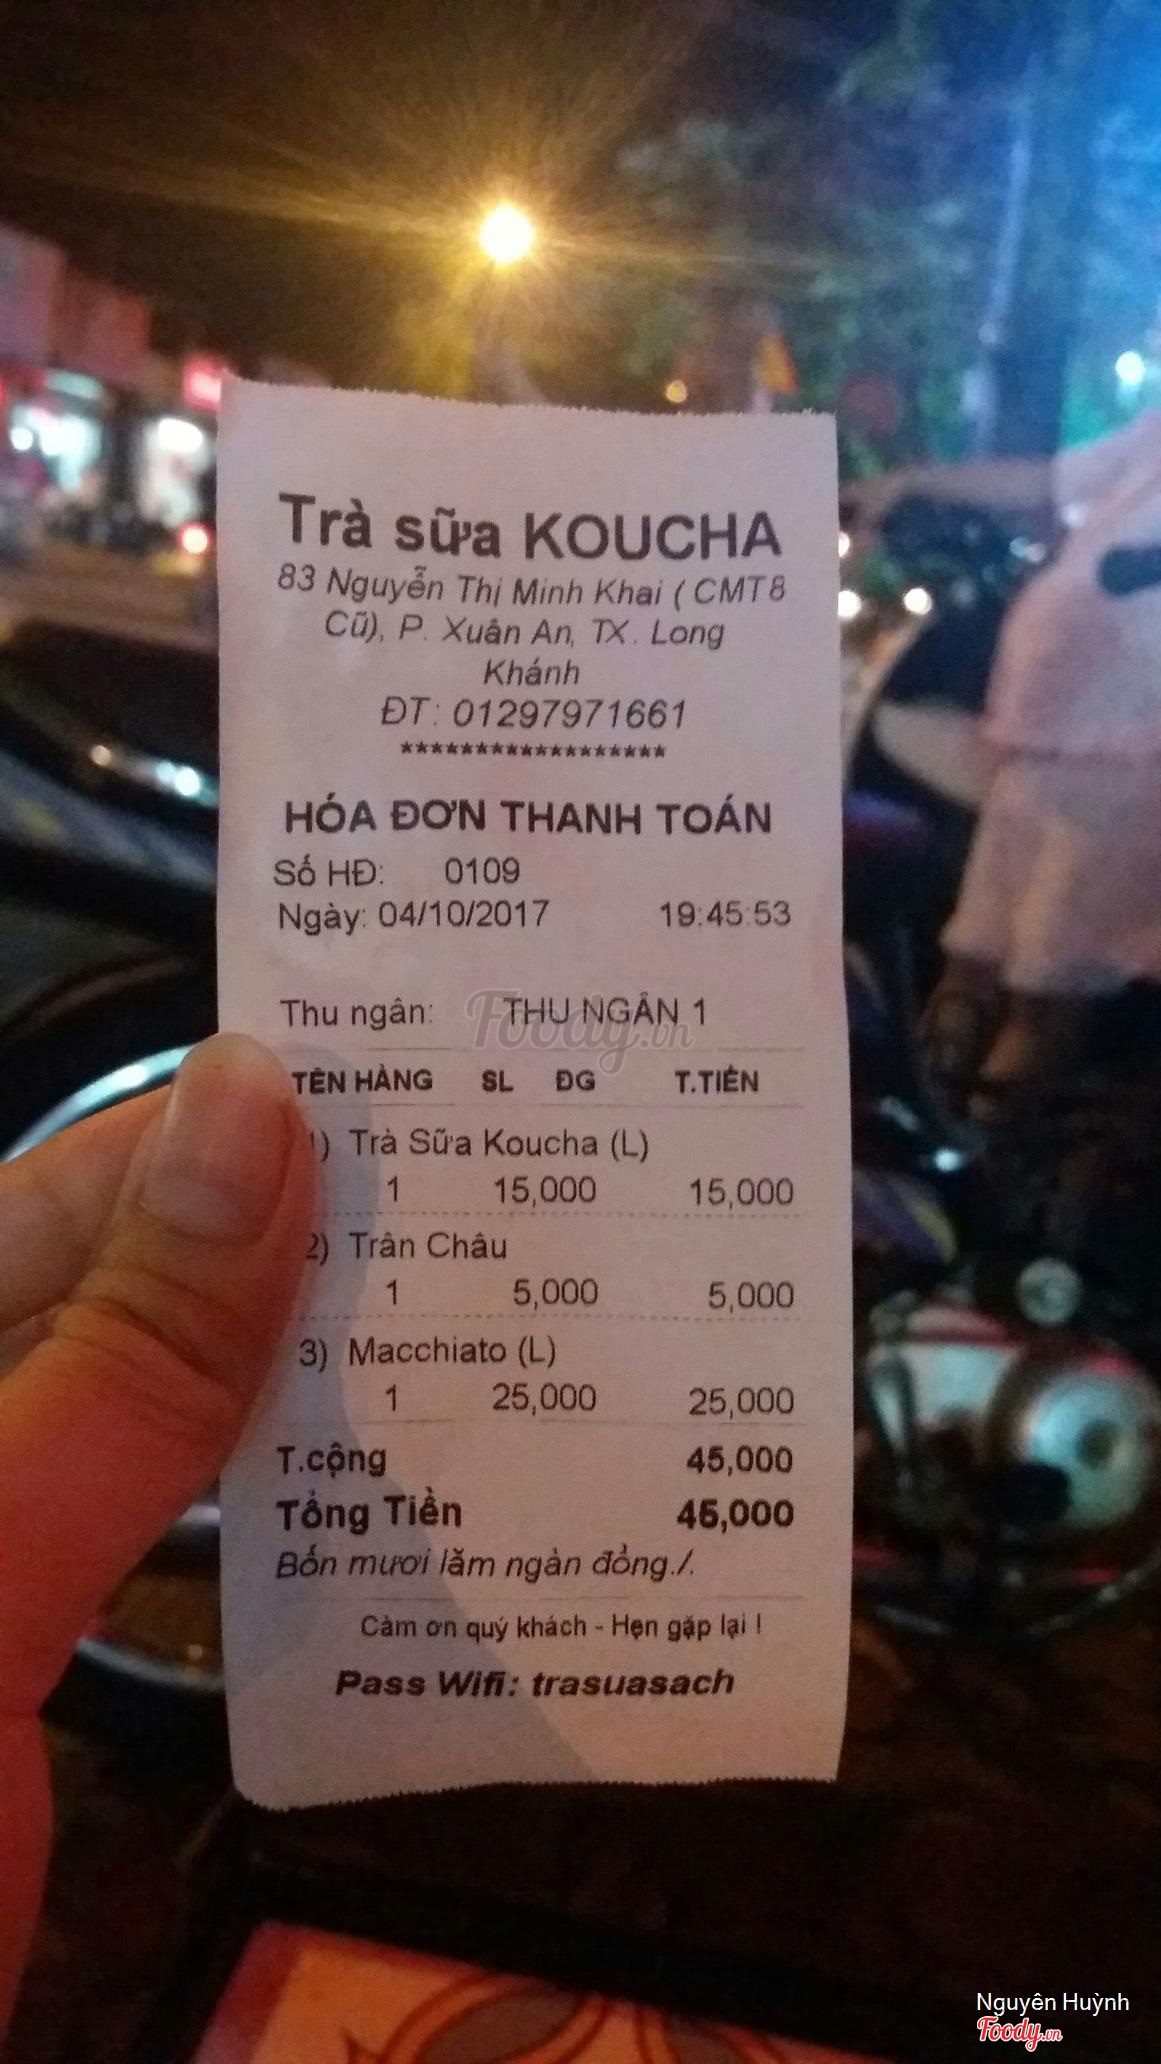 Trà sữa KOUCHA
83 Nguyễn Thị Minh Khai ( CMT8
Cũ), P. Xuân An, TX. Long
Khánh
ĐT: 01297971661
******************
HÓA ĐƠN THANH TOÁN
Số HĐ: 0109
Ngày: 04/10/2017 19:45:53
Thu ngân: THU NGÂN 1
Foody.vn
TÊN HÀNG SL ĐG T.TIỀN
1) Trà Sữa Koucha (L)
1 15,000 15,000
2) Trân Châu
1 5,000 5,000
3) Macchiato (L)
1 25,000 25,000
T.cộng 45,000
Tổng Tiền 45,000
Bốn mươi lăm ngàn đồng./.
Cảm ơn quý khách - Hẹn gặp lại !
Pass Wifi: trasuasach
Nguyên Huỳnh
Foody.vn